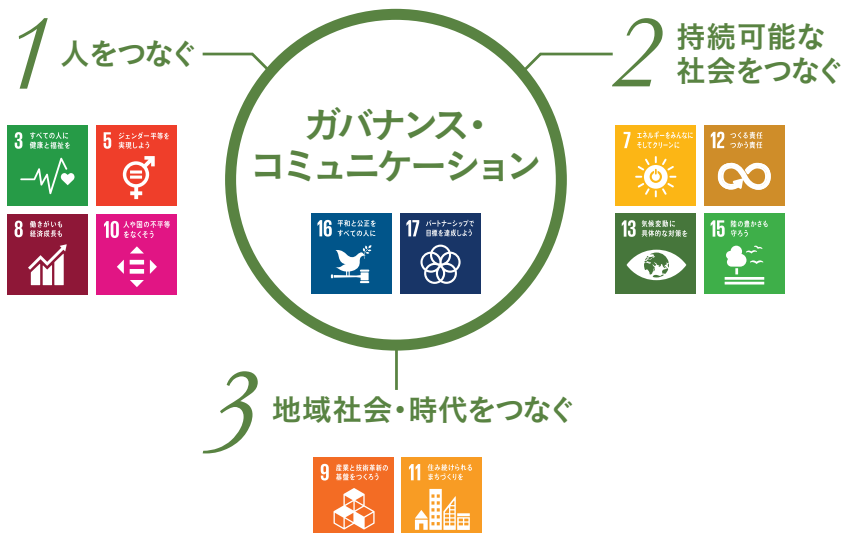 1 人をつなぐ
3 すべての人に
健康と福祉を
5 ジェンダー平等を
実現しよう
8 働きがいも
経済成長も
10 人や国の不平等
をなくそう
ガバナンス・
コミュニケーション
16 平和と公正を
すべての人に
17 パートナーシップで
目標を達成しよう
2 持続可能な
社会をつなぐ
7 エネルギーをみんなに
そしてクリーンに
12 つくる責任
つかう責任
13 気候変動に
具体的な対策を
15 陸の豊かさも
守ろう
3 地域社会・時代をつなぐ
9 産業と技術革新の
基盤をつくろう
11 住み続けられる
まちづくりを